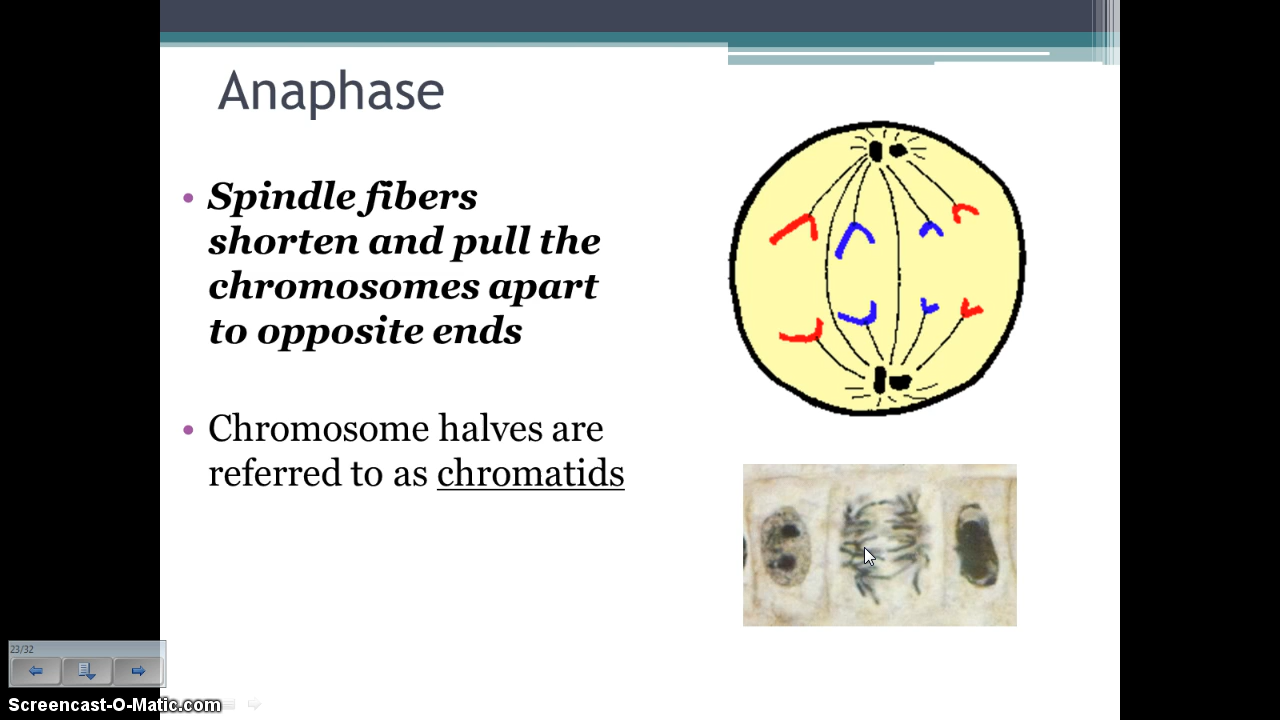 Anaphase
• Spindle fibers
shorten and pull the
chromosomes apart
to opposite ends
• Chromosome halves are
referred to as chromatids
23/32
Screencast-O-Matic.com